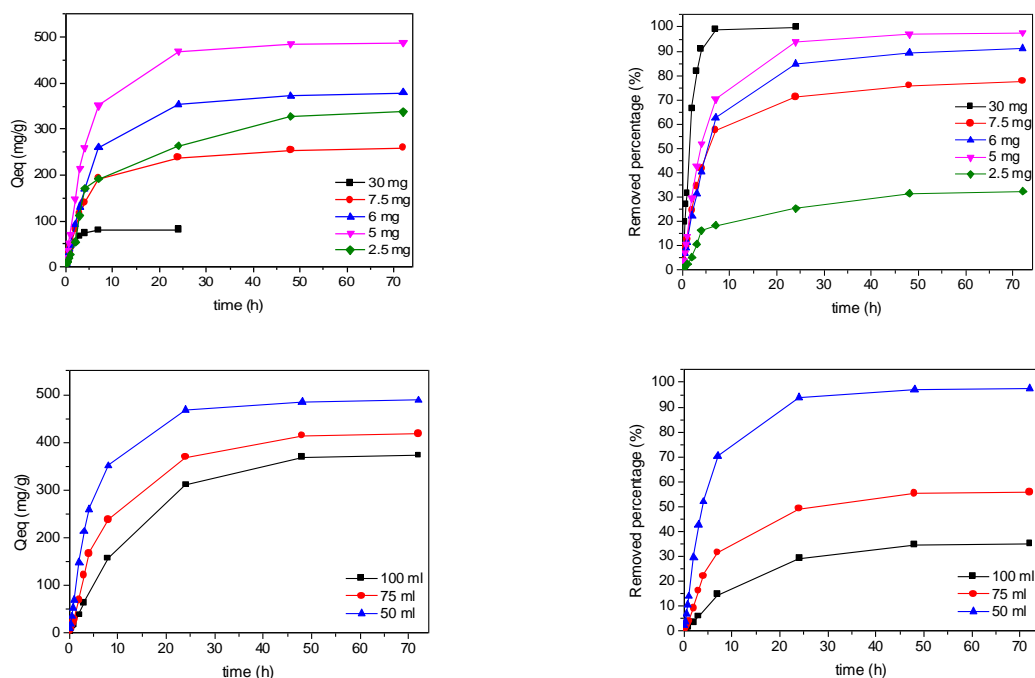 500
400
300
200
100
0
Qeq (mg/g)
30 mg
7.5 mg
6 mg
5 mg
2.5 mg
0 10 20 30 40 50 60 70
time (h)
100
90
80
70
60
50
40
30
20
10
0
Removed percentage (%)
30 mg
7.5 mg
6 mg
5 mg
2.5 mg
0 10 20 30 40 50 60 70
time (h)
500
400
300
200
100
0
Qeq (mg/g)
100 ml
75 ml
50 ml
0 10 20 30 40 50 60 70
time (h)
100
90
80
70
60
50
40
30
20
10
0
Removed percentage (%)
100 ml
75 ml
50 ml
0 10 20 30 40 50 60 70
time (h)